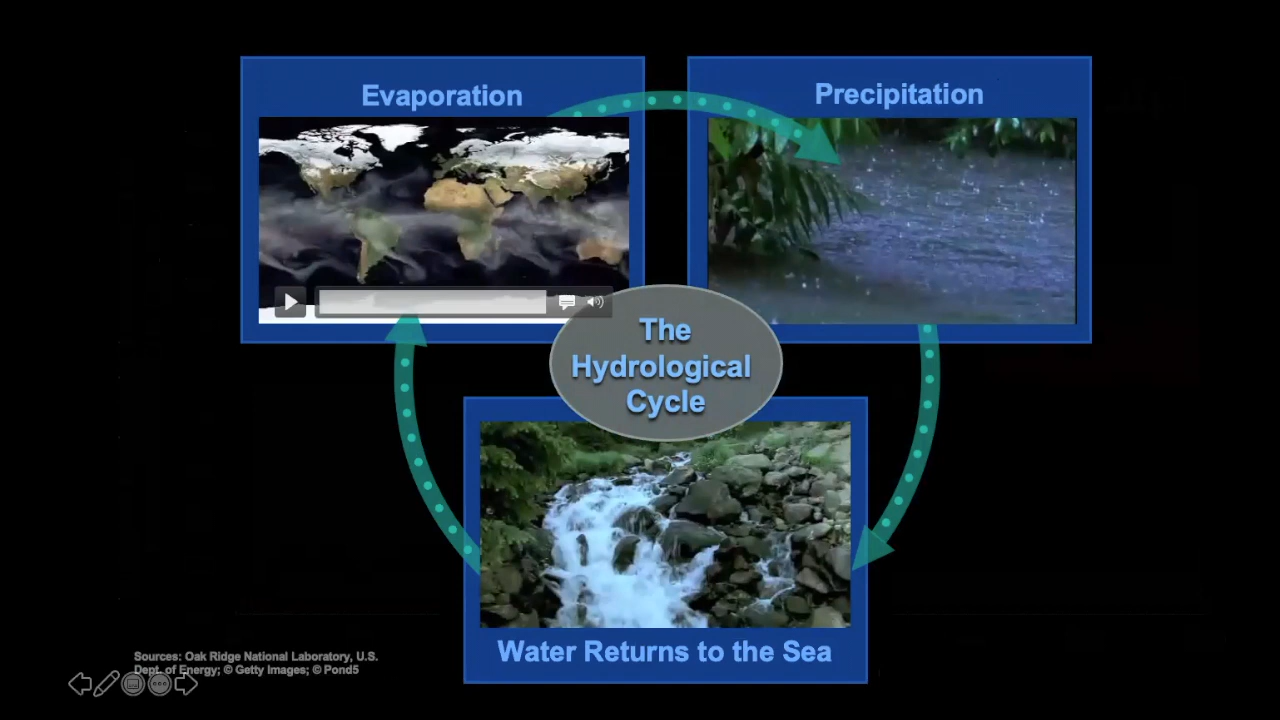 Evaporation
Precipitation
The
Hydrological
Cycle
Water Returns to the Sea
Sources: Oak Ridge National Laboratory, U.S.
Dept. of Energy; © Getty Images; © Pond5